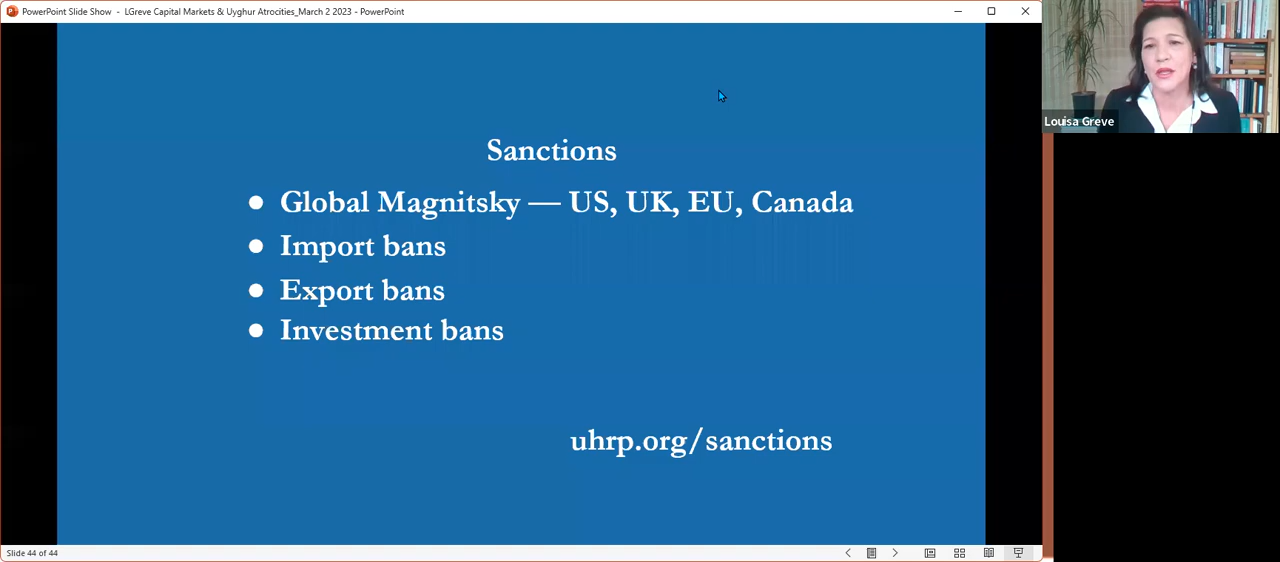 PowerPoint Slide Show - LGreve Capital Markets & Uyghur Atrocities_March 2 2023 - PowerPoint
Louisa Greve
Sanctions
● Global Magnitsky — US, UK, EU, Canada
● Import bans
● Export bans
● Investment bans
uhrp.org/sanctions
Slide 44 of 44